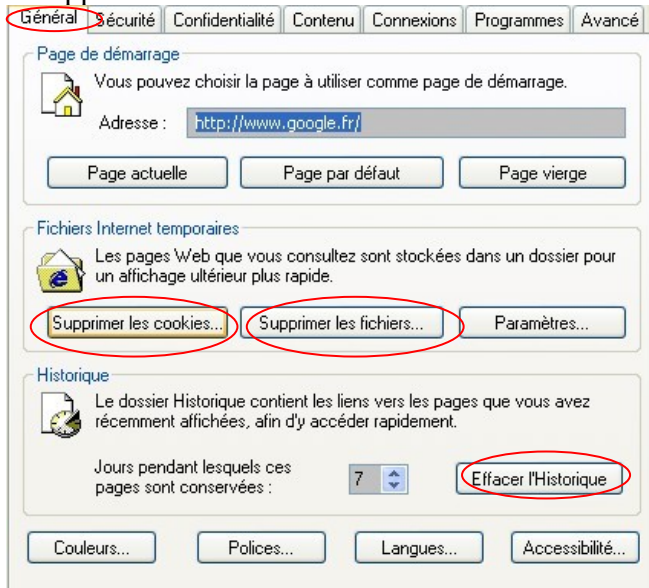 Général Sécurité Confidentialité Contenu Connexions Programmes Avancé
Page de démarrage
Vous pouvez choisir la page à utiliser comme page de démarrage.
Adresse : http://www.google.fr/
Page actuelle Page par défaut Page vierge
Fichiers Internet temporaires
Les pages Web que vous consultez sont stockées dans un dossier pour
un affichage ultérieur plus rapide.
Supprimer les cookies... Supprimer les fichiers... Paramètres...
Historique
Le dossier Historique contient les liens vers les pages que vous avez
récemment affichées, afin d'y accéder rapidement.
Jours pendant lesquels ces
pages sont conservées : 7 Effacer l'Historique
Couleurs... Polices... Langues... Accessibilité...